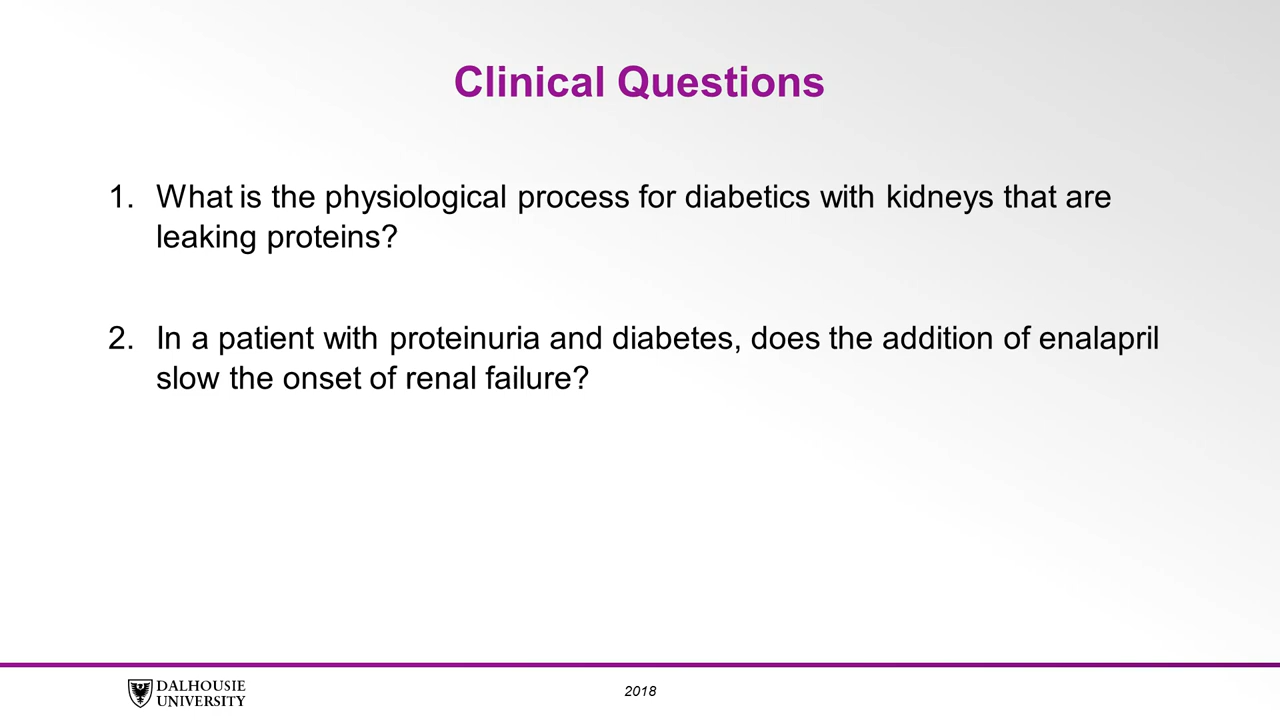 Clinical Questions
1. What is the physiological process for diabetics with kidneys that are
leaking proteins?
2. In a patient with proteinuria and diabetes, does the addition of enalapril
slow the onset of renal failure?
DALHOUSIE
UNIVERSITY
2018